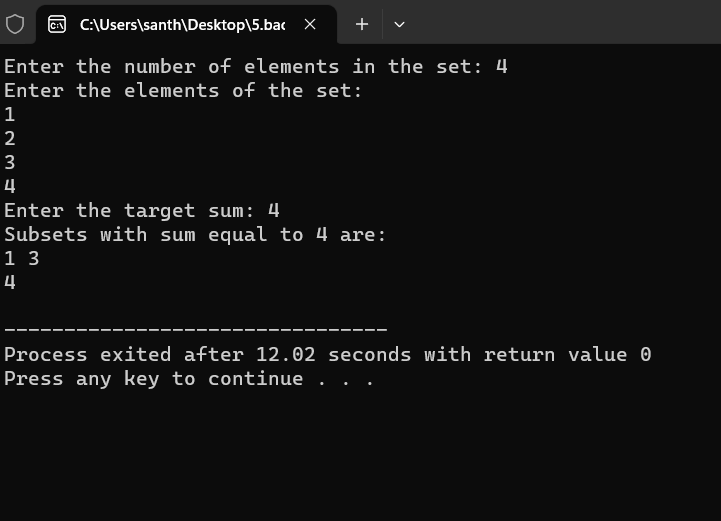 C:\Users\santh\Desktop\5.bac
Enter the number of elements in the set: 4
Enter the elements of the set:
1
2
3
4
Enter the target sum: 4
Subsets with sum equal to 4 are:
1 3
4
--------------------------------
Process exited after 12.02 seconds with return value 0
Press any key to continue . . .